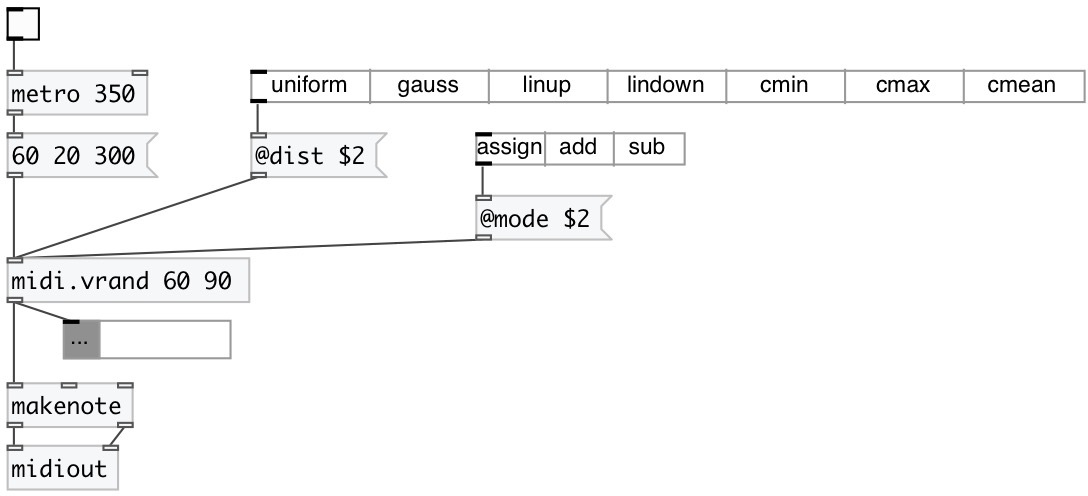 metro 350
uniform gauss linup lindown cmin cmax cmean
60 20 300
@dist $2
assign add sub
@mode $2
midi.vrand 60 90
...
makenote
midiout